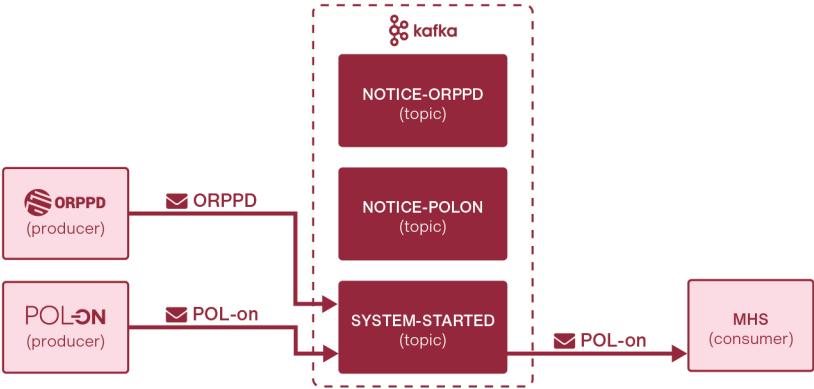 kafka
NOTICE-ORPPD
(topic)
NOTICE-POLON
(topic)
ORPPD
(producer)
ORPPD
POL-ON
(producer)
POL-on
SYSTEM-STARTED
(topic)
POL-on
MHS
(consumer)